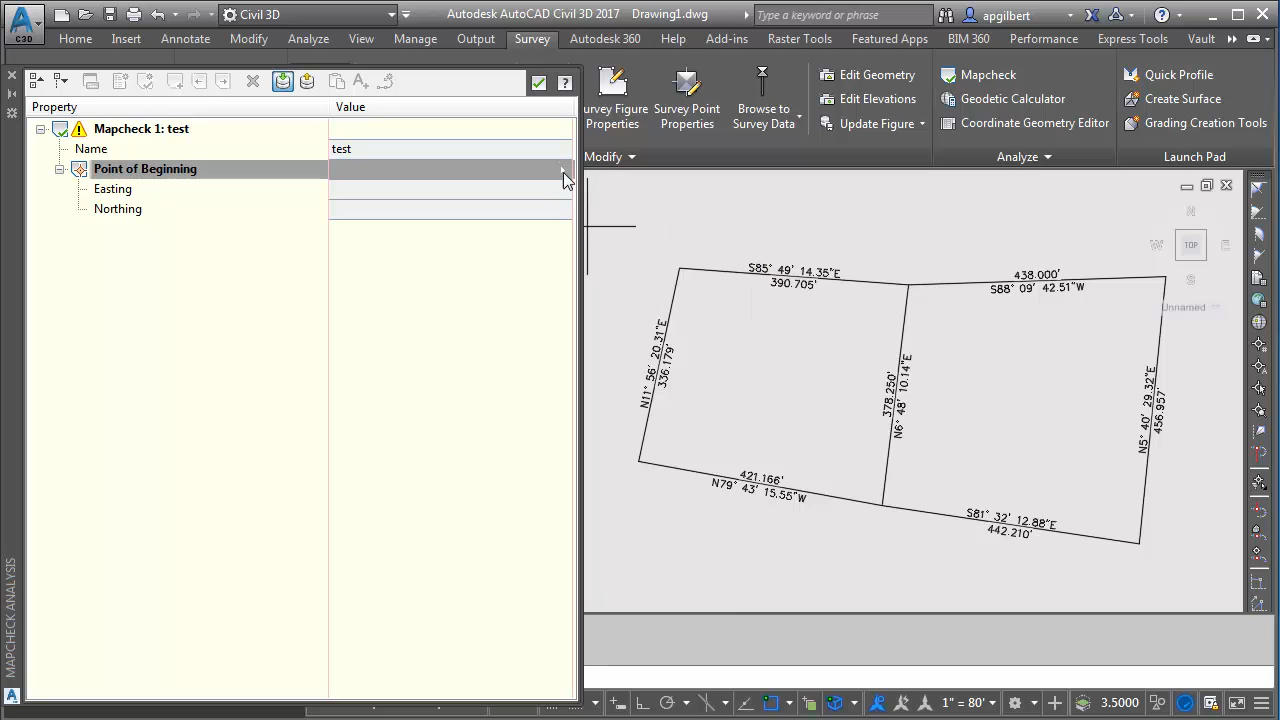 C3D
Civil 3D
Autodesk AutoCAD Civil 3D 2017 Drawing1.dwg
Type a keyword or phrase
apgilbert
Home Insert Annotate Modify Analyze View Manage Output Survey Autodesk 360 Help Add-ins Raster Tools Featured Apps BIM 360 Performance Express Tools Vault
urvey Figure
Properties
Survey Point
Properties
Browse to
Survey Data
Edit Geometry
Edit Elevations
Update Figure
Mapcheck
Geodetic Calculator
Coordinate Geometry Editor
Quick Profile
Create Surface
Grading Creation Tools
Modify
Analyze
Launch Pad
Property Value
Mapcheck 1: test
Name test
Point of Beginning
Easting
Northing
N
W TOP E
S
Unnamed
S85° 49' 14.35"E
390.705'
438.000'
S88° 09' 42.51"W
N11° 56' 20.31"E
336.179'
378.250'
N6° 48' 10.14"E
N5° 40' 29.32"E
456.957'
421.166'
N79° 43' 15.55"W
S81° 32' 12.88"E
442.210'
MAPCHECK ANALYSIS
1" = 80'
3.5000